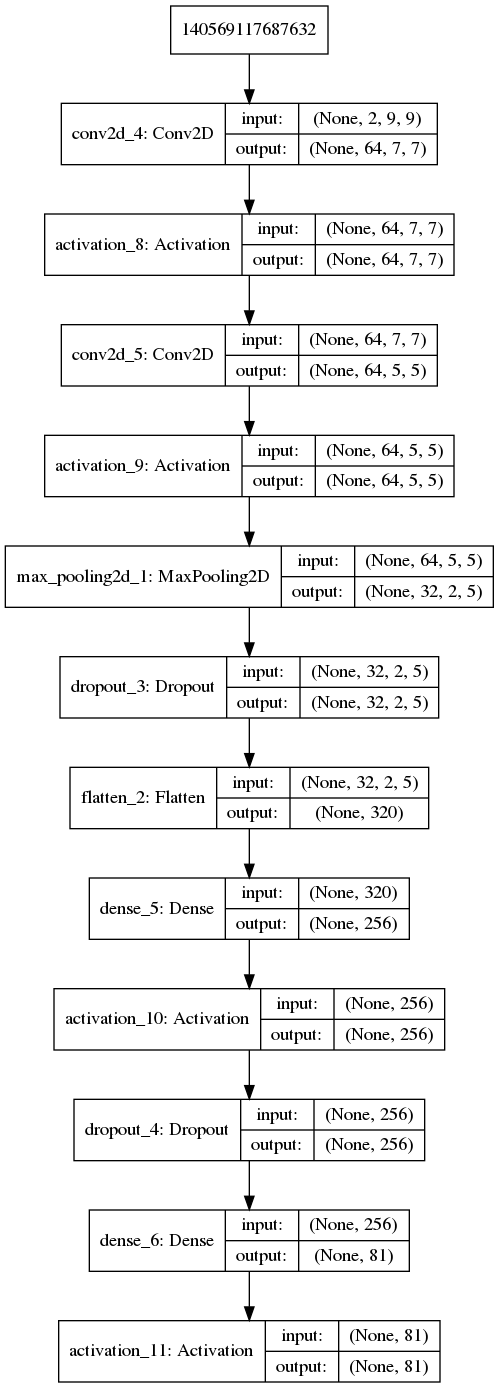 140569117687632
conv2d_4: Conv2D
input:
(None, 2, 9, 9)
output:
(None, 64, 7, 7)
activation_8: Activation
input:
(None, 64, 7, 7)
output:
(None, 64, 7, 7)
conv2d_5: Conv2D
input:
(None, 64, 7, 7)
output:
(None, 64, 5, 5)
activation_9: Activation
input:
(None, 64, 5, 5)
output:
(None, 64, 5, 5)
max_pooling2d_1: MaxPooling2D
input:
(None, 64, 5, 5)
output:
(None, 32, 2, 5)
dropout_3: Dropout
input:
(None, 32, 2, 5)
output:
(None, 32, 2, 5)
flatten_2: Flatten
input:
(None, 32, 2, 5)
output:
(None, 320)
dense_5: Dense
input:
(None, 320)
output:
(None, 256)
activation_10: Activation
input:
(None, 256)
output:
(None, 256)
dropout_4: Dropout
input:
(None, 256)
output:
(None, 256)
dense_6: Dense
input:
(None, 256)
output:
(None, 81)
activation_11: Activation
input:
(None, 81)
output:
(None, 81)